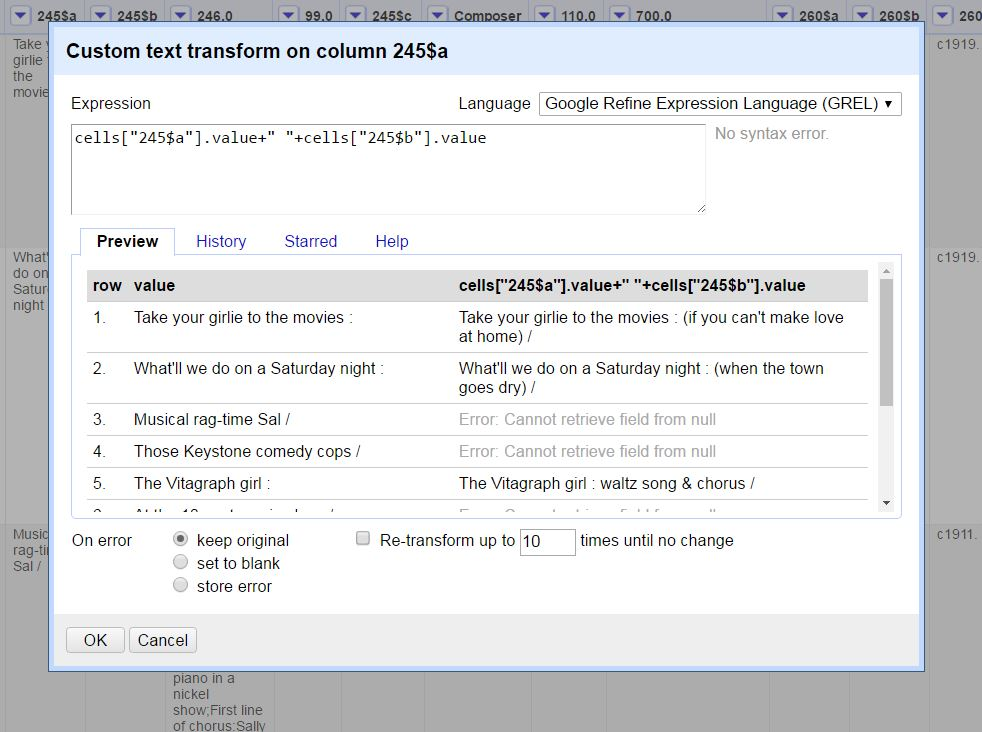 245$a 245$b 246.0 99.0 245$c Composer 110.0 700.0 260$a 260$b 260
Custom text transform on column 245$a
Take
girlie
the
movie
c1919.
Expression
Language Google Refine Expression Language (GREL)
cells["245$a"].value+" "+cells["245$b"].value
No syntax error.
Preview History Starred Help
What'
do on
Satur
night
c1919.
row value cells["245$a"].value+" "+cells["245$b"].value
1. Take your girlie to the movies : Take your girlie to the movies : (if you can't make love
at home) /
2. What'll we do on a Saturday night : What'll we do on a Saturday night : (when the town
goes dry) /
3. Musical rag-time Sal / Error: Cannot retrieve field from null
4. Those Keystone comedy cops / Error: Cannot retrieve field from null
5. The Vitagraph girl : The Vitagraph girl : waltz song & chorus /
Music
rag-ti
Sal /
c1911.
On error keep original Re-transform up to 10 times until no change
set to blank
store error
OK Cancel
piano in a
nickel
show;First line
of chorus:Sally